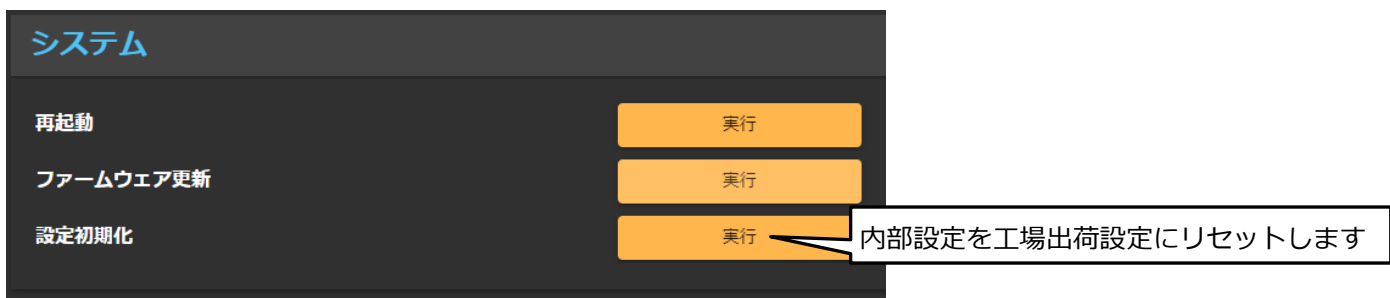 システム
再起動 実行
ファームウェア更新 実行
設定初期化 実行
内部設定を工場出荷設定にリセットします